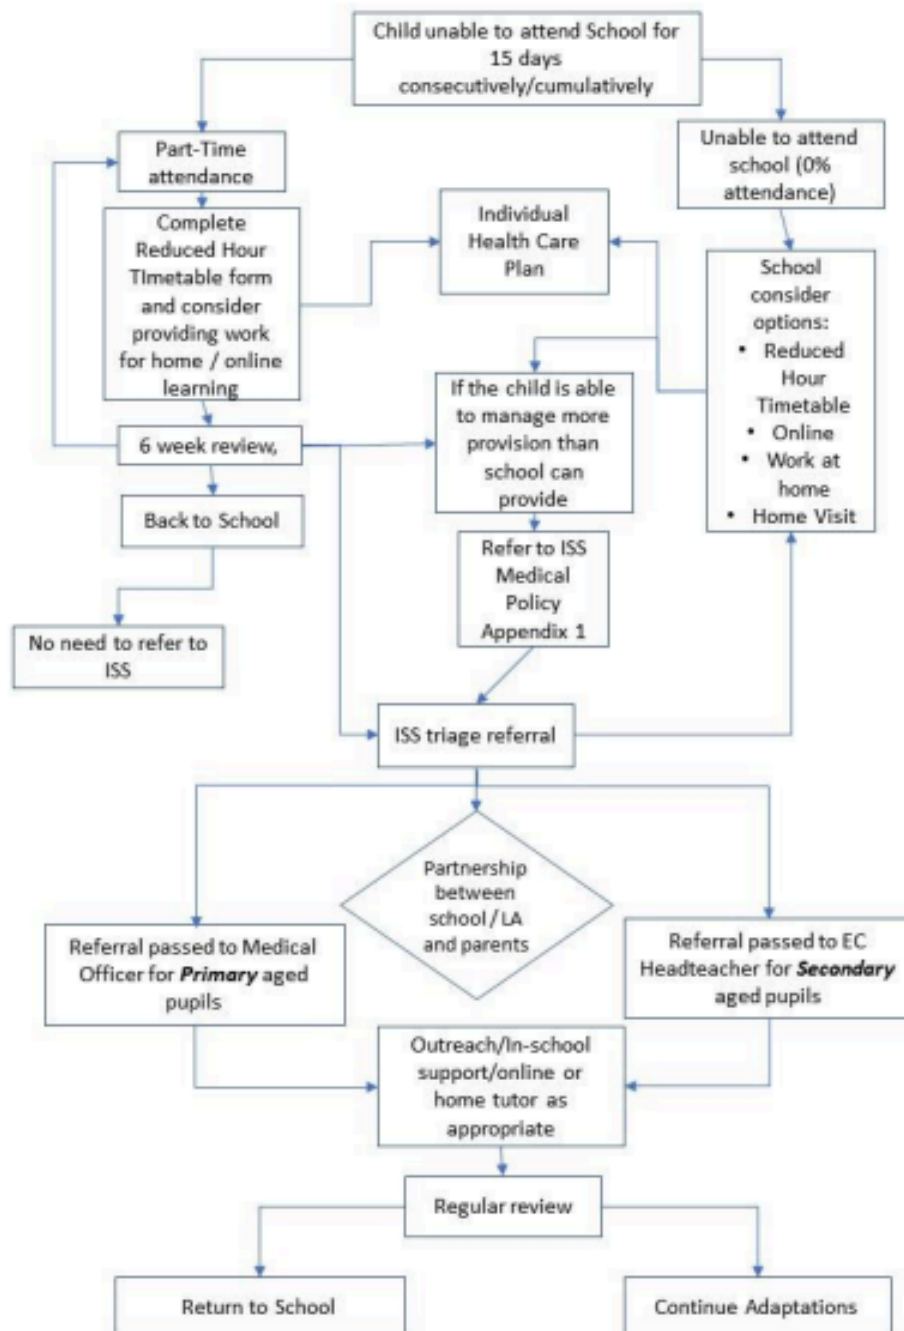 Child unable to attend School for
15 days
consecutively/cumulatively
Part-Time
attendance
Unable to attend
school (0%
attendance)
Complete
Reduced Hour
TImetable form
and consider
providing work
for home / online
learning
Individual
Health Care
Plan
School
consider
options:
• Reduced
Hour
Timetable
• Online
• Work at
home
• Home Visit
If the child is able
to manage more
provision than
school can
provide
6 week review,
Back to School
Refer to ISS
Medical
Policy
Appendix 1
No need to refer to
ISS
ISS triage referral
Partnership
between
school / LA
and parents
Referral passed to Medical
Officer for Primary aged
pupils
Referral passed to EC
Headteacher for Secondary
aged pupils
Outreach/In-school
support/online or
home tutor as
appropriate
Regular review
Return to School
Continue Adaptations